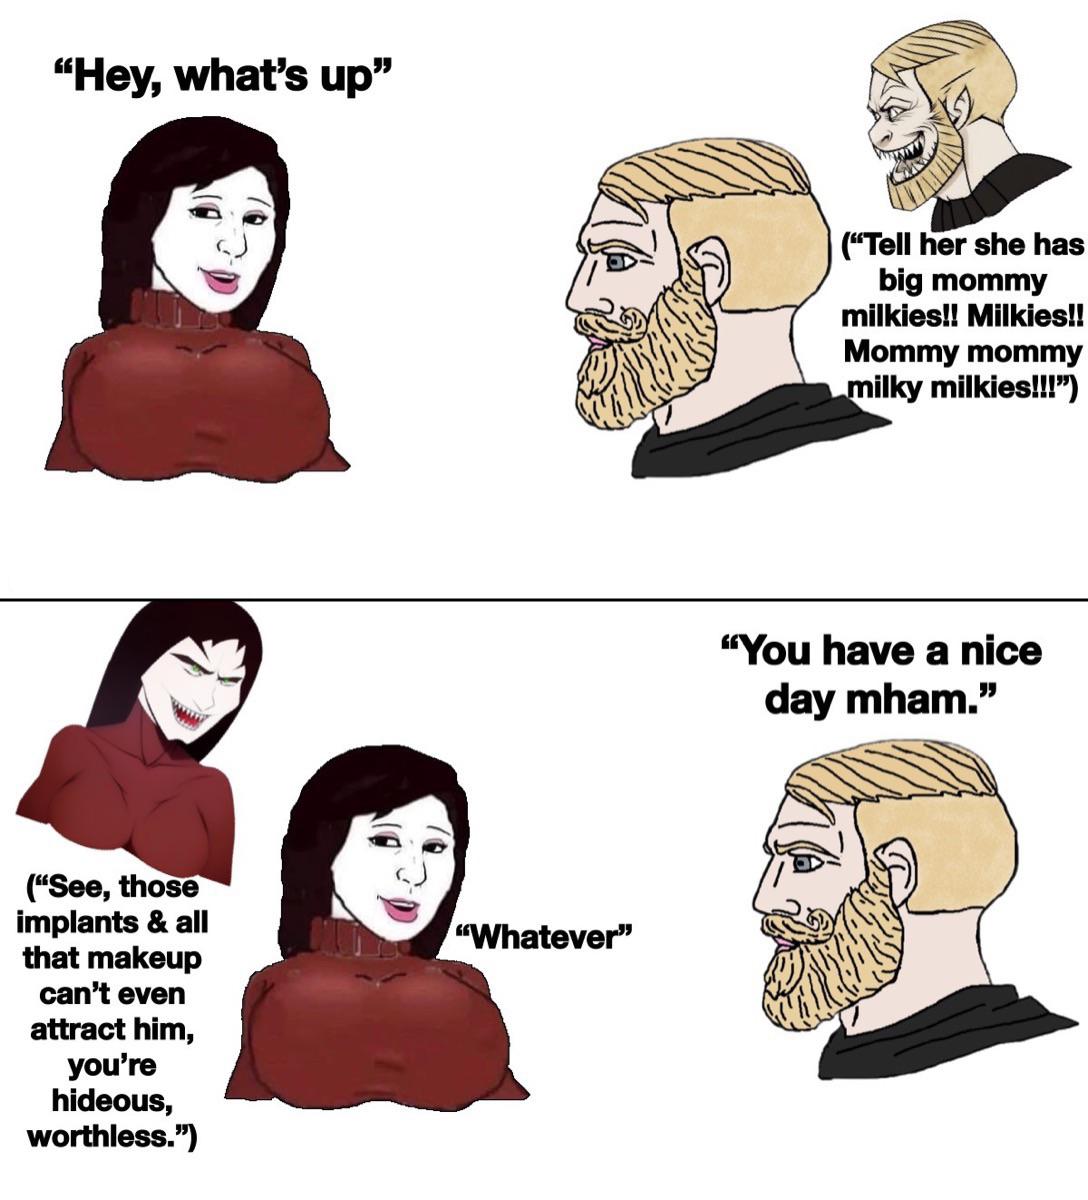 “Hey, what’s up”
(“Tell her she has
big mommy
milkies!! Milkies!!
Mommy mommy
milky milkies!!!”)
“You have a nice
day mham.”
(“See, those
implants & all
that makeup
can’t even
attract him,
you’re
hideous,
worthless.”)
“Whatever”